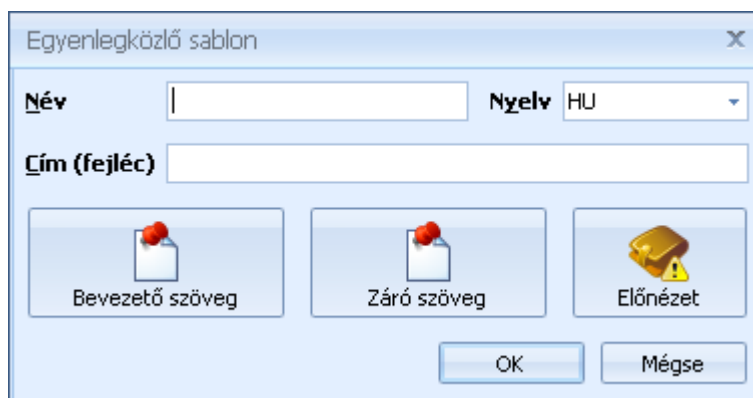 Egyenlegközlő sablon
Név
Nyelv HU
Cím (fejléc)
Bevezető szöveg
Záró szöveg
Előnézet
OK
Mégse